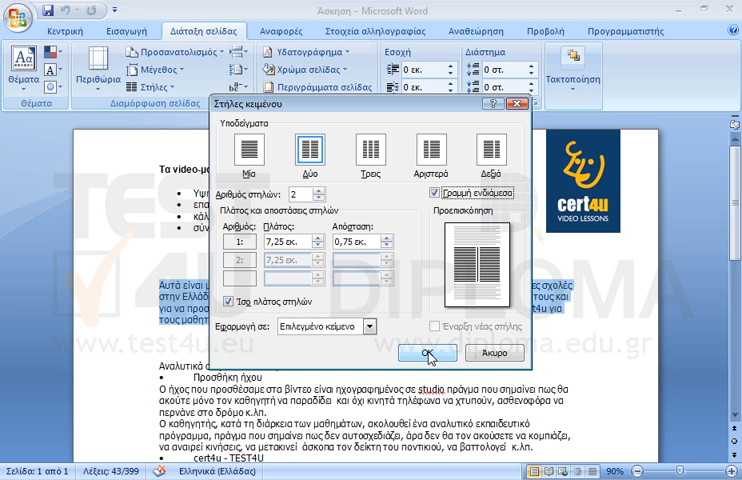 Άσκηση - Microsoft Word
Κεντρική Εισαγωγή Διάταξη σελίδας Αναφορές Στοιχεία αλληλογραφίας Αναθεώρηση Προβολή Προγραμματιστής
Θέματα
Περιθώρια
Προσανατολισμός
Μέγεθος
Στήλες
Υδατογράφημα
Χρώμα σελίδας
Περιγράμματα σελίδας
Εσοχή
0 εκ.
0 εκ.
Διάστημα
0 στ.
0 στ.
Τακτοποίηση
Θέματα
Διαμόρφωση σελίδας
Στήλες κειμένου
Υποδείγματα
Μία Δύο Τρεις Αριστερά Δεξιά
Αριθμός στηλών: 2
Γραμμή ενδιάμεσα
Πλάτος και αποστάσεις στηλών
Προεπισκόπηση
Αριθμός: Πλάτος: Απόσταση:
1: 7,25 εκ. 0,75 εκ.
2: 7,25 εκ.
Ίσο πλάτος στηλών
Εφαρμογή σε: Επιλεγμένο κείμενο
Έναρξη νέας στήλης
OK Άκυρο
cert4u
VIDEO LESSONS
Τα video-μα
Αυτά είναι μ
ες σχολές
στην Ελλάδ
τους και
για να προσ
t4u για
τους μαθητ
Αναλυτικά
• Προσθήκη ήχου
Ο ήχος που προσθέσαμε στα βίντεο είναι ηχογραφημένος σε studio πράγμα που σημαίνει πως θα
ακούτε μόνο τον καθηγητή να παραδίδει και όχι κινητά τηλέφωνα να χτυπούν, ασθενοφόρα να
περνάνε στο δρόμο κ.λπ.
Ο καθηγητής, κατά τη διάρκεια των μαθημάτων, ακολουθεί ένα αναλυτικό εκπαιδευτικό
πρόγραμμα, πράγμα που σημαίνει πως δεν αυτοσχεδιάζει, άρα δεν θα τον ακούσετε να κομπιάζει,
να αναιρεί κινήσεις, να μετακινεί άσκοπα τον δείκτη του ποντικιού, να βαττολογεί κ.λπ.
• cert4u - TEST4U
TEST
4U
DIPLOMA
www.test4u.eu
www.diploma.edu.gr
Σελίδα: 1 από 1 Λέξεις: 43/399 Ελληνικά (Ελλάδας) 90%